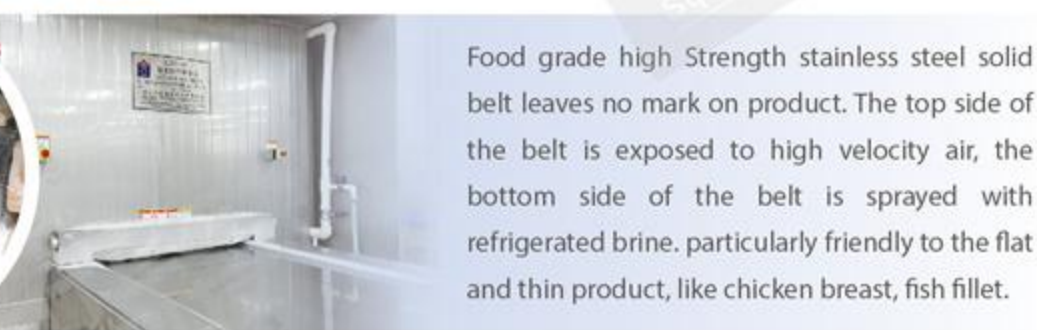 Food grade high Strength stainless steel solid
belt leaves no mark on product. The top side of
the belt is exposed to high velocity air, the
bottom side of the belt is sprayed with
refrigerated brine. particularly friendly to the flat
and thin product, like chicken breast, fish fillet.